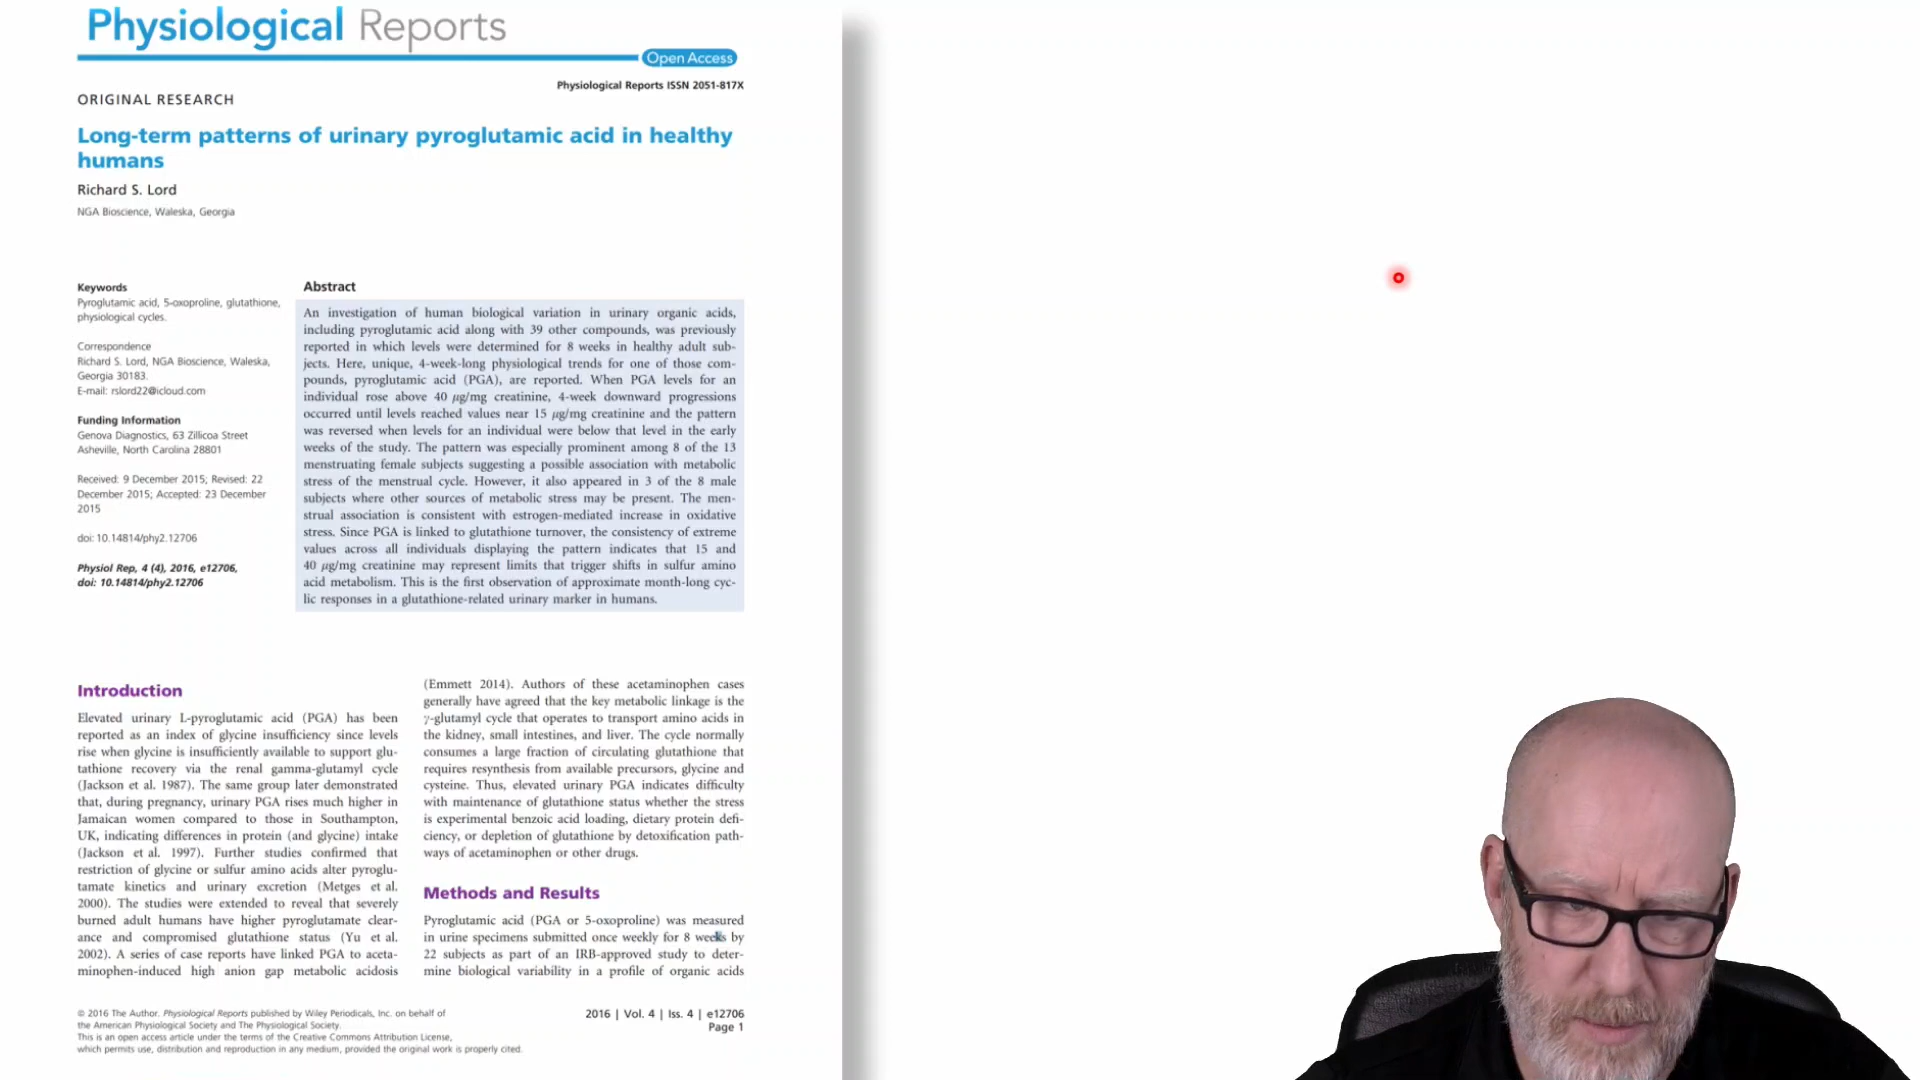 Physiological Reports
Open Access
Physiological Reports ISSN 2051-817X
ORIGINAL RESEARCH
Long-term patterns of urinary pyroglutamic acid in healthy
humans
Richard S. Lord
NGA Bioscience, Waleska, Georgia
Keywords
Pyroglutamic acid, 5-oxoproline, glutathione,
physiological cycles.
Correspondence
Richard S. Lord, NGA Bioscience, Waleska,
Georgia 30183.
E-mail: rslord22@icloud.com
Funding Information
Genova Diagnostics, 63 Zillicoa Street
Asheville, North Carolina 28801
Received: 9 December 2015; Revised: 22
December 2015; Accepted: 23 December
2015
doi: 10.14814/phy2.12706
Physiol Rep, 4 (4), 2016, e12706,
doi: 10.14814/phy2.12706
Abstract
An investigation of human biological variation in urinary organic acids,
including pyroglutamic acid along with 39 other compounds, was previously
reported in which levels were determined for 8 weeks in healthy adult sub-
jects. Here, unique, 4-week-long physiological trends for one of those com-
pounds, pyroglutamic acid (PGA), are reported. When PGA levels for an
individual rose above 40 μg/mg creatinine, 4-week downward progressions
occurred until levels reached values near 15 μg/mg creatinine and the pattern
was reversed when levels for an individual were below that level in the early
weeks of the study. The pattern was especially prominent among 8 of the 13
menstruating female subjects suggesting a possible association with metabolic
stress of the menstrual cycle. However, it also appeared in 3 of the 8 male
subjects where other sources of metabolic stress may be present. The men-
strual association is consistent with estrogen-mediated increase in oxidative
stress. Since PGA is linked to glutathione turnover, the consistency of extreme
values across all individuals displaying the pattern indicates that 15 and
40 μg/mg creatinine may represent limits that trigger shifts in sulfur amino
acid metabolism. This is the first observation of approximate month-long cyc-
lic responses in a glutathione-related urinary marker in humans.
Introduction
Elevated urinary L-pyroglutamic acid (PGA) has been
reported as an index of glycine insufficiency since levels
rise when glycine is insufficiently available to support glu-
tathione recovery via the renal gamma-glutamyl cycle
(Jackson et al. 1987). The same group later demonstrated
that, during pregnancy, urinary PGA rises much higher in
Jamaican women compared to those in Southampton,
UK, indicating differences in protein (and glycine) intake
(Jackson et al. 1997). Further studies confirmed that
restriction of glycine or sulfur amino acids alter pyroglu-
tamate kinetics and urinary excretion (Metges et al.
2000). The studies were extended to reveal that severely
burned adult humans have higher pyroglutamate clear-
ance and compromised glutathione status (Yu et al.
2002). A series of case reports have linked PGA to aceta-
minophen-induced high anion gap metabolic acidosis
(Emmett 2014). Authors of these acetaminophen cases
generally have agreed that the key metabolic linkage is the
γ-glutamyl cycle that operates to transport amino acids in
the kidney, small intestines, and liver. The cycle normally
consumes a large fraction of circulating glutathione that
requires resynthesis from available precursors, glycine and
cysteine. Thus, elevated urinary PGA indicates difficulty
with maintenance of glutathione status whether the stress
is experimental benzoic acid loading, dietary protein defi-
ciency, or depletion of glutathione by detoxification path-
ways of acetaminophen or other drugs.
Methods and Results
Pyroglutamic acid (PGA or 5-oxoproline) was measured
in urine specimens submitted once weekly for 8 weeks by
22 subjects as part of an IRB-approved study to deter-
mine biological variability in a profile of organic acids
© 2016 The Author. Physiological Reports published by Wiley Periodicals, Inc. on behalf of
the American Physiological Society and The Physiological Society.
This is an open access article under the terms of the Creative Commons Attribution License,
which permits use, distribution and reproduction in any medium, provided the original work is properly cited.
2016 | Vol. 4 | Iss. 4 | e12706
Page 1